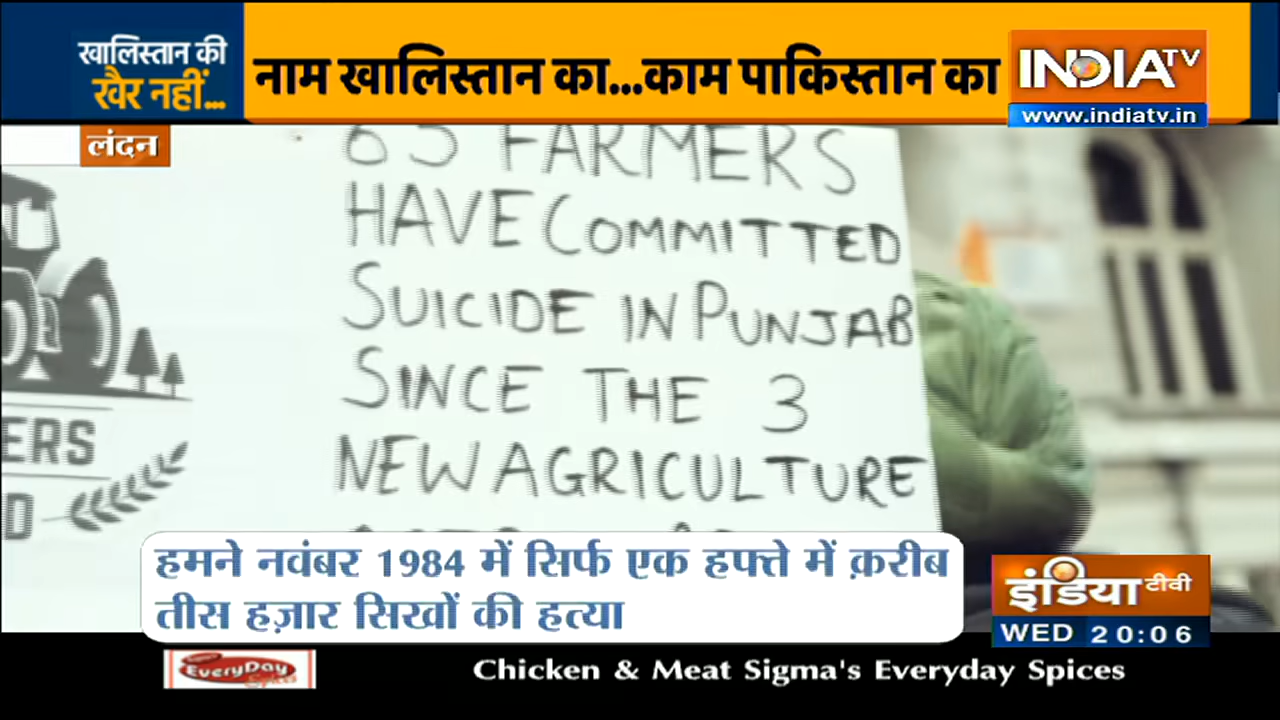 खालिस्तान की
खैर नहीं...
नाम खालिस्तान का...काम पाकिस्तान का
INDIA TV
www.indiatv.in
लंदन
FARMERS
HAVE COMMITTED
SUICIDE IN PUNJAB
SINCE THE 3
NEW AGRICULTURE
ERS
D
हमने नवंबर 1984 में सिर्फ एक हफ्ते में क़रीब
तीस हज़ार सिखों की हत्या
इंडिया टीवी
WED 20:06
EVERYDAY
Spices
Chicken & Meat Sigma's Everyday Spices